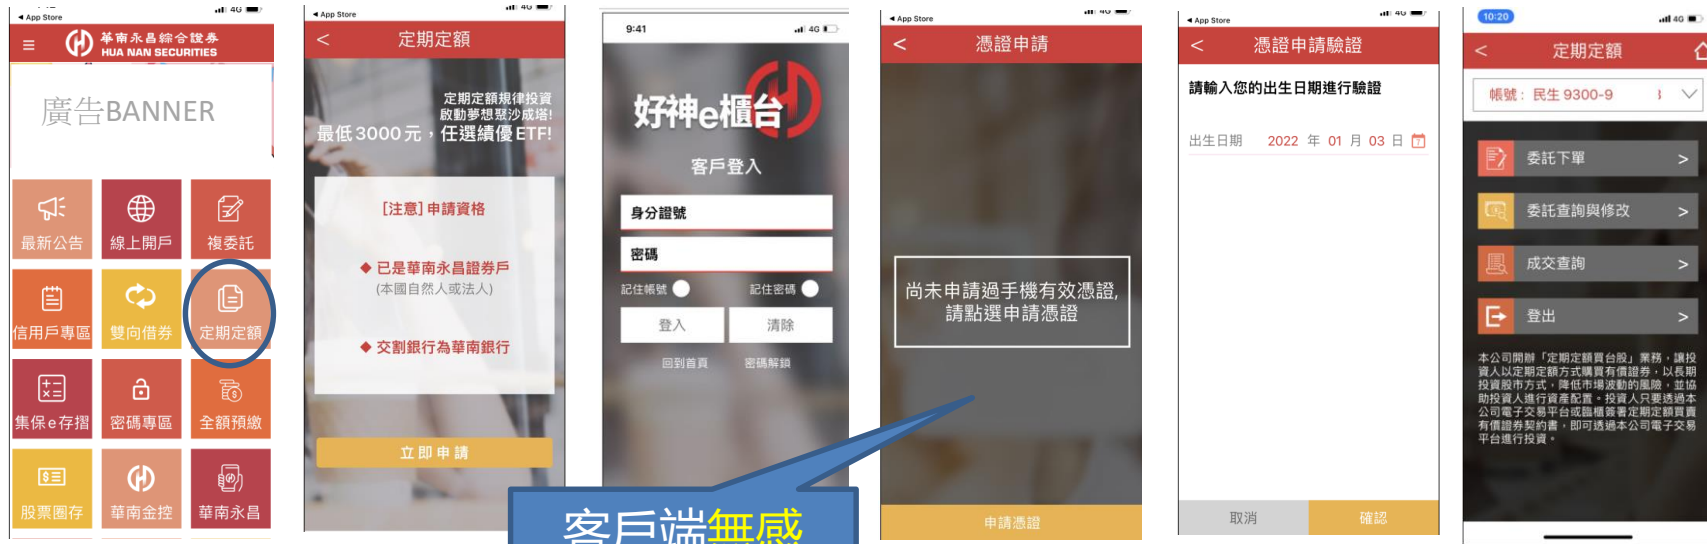 ◀ App Store
4G
≡
華南永昌綜合證券
HUA NAN SECURITIES
廣告BANNER
最新公告
線上開戶
複委託
信用戶專區
雙向借券
定期定額
集保e存摺
密碼專區
全額預繳
股票圈存
華南金控
華南永昌
◀ App Store
4G
<
定期定額
定期定額規律投資
啟動夢想聚沙成塔!
最低3000元，任選績優ETF!
[注意]申請資格
◆ 已是華南永昌證券戶
(本國自然人或法人)
◆ 交割銀行為華南銀行
立即申請
9:41
4G
好神e櫃台
客戶登入
身分證號
密碼
記住帳號
記住密碼
登入
清除
回到首頁
密碼解鎖
客戶端無感
◀ App Store
4G
<
憑證申請
尚未申請過手機有效憑證,
請點選申請憑證
申請憑證
◀ App Store
4G
<
憑證申請驗證
請輸入您的出生日期進行驗證
出生日期 2022 年 01 月 03 日
取消
確認
10:20
4G
<
定期定額
帳號: 民生 9300-9
委託下單 >
委託查詢與修改 >
成交查詢 >
登出 >
本公司開辦「定期定額買台股」業務，讓投
資人以定期定額方式購買有價證券，以長期
投資股市方式，降低市場波動的風險，並協
助投資人進行資產配置。投資人只要透過本
公司電子交易平台或臨櫃簽署定期定額買賣
有價證券契約書，即可透過本公司電子交易
平台進行投資。